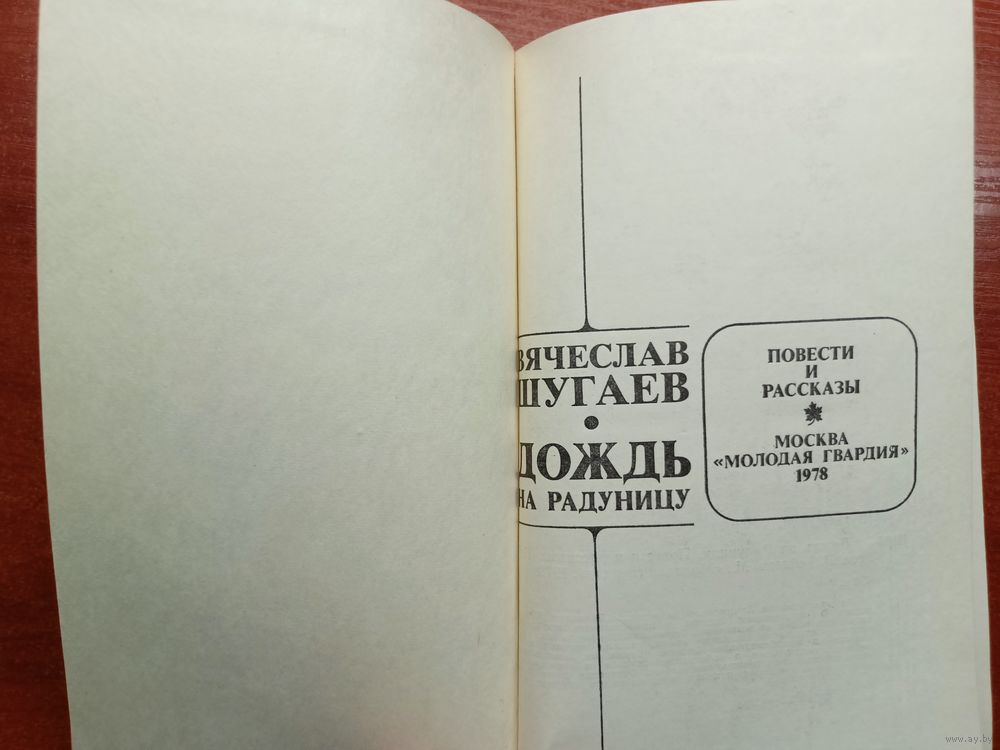 ВЯЧЕСЛАВ
ШУГАЕВ
ДОЖДЬ
НА РАДУНИЦУ
ПОВЕСТИ
И
РАССКАЗЫ
МОСКВА
«МОЛОДАЯ ГВАРДИЯ»
1978
www.ay.by